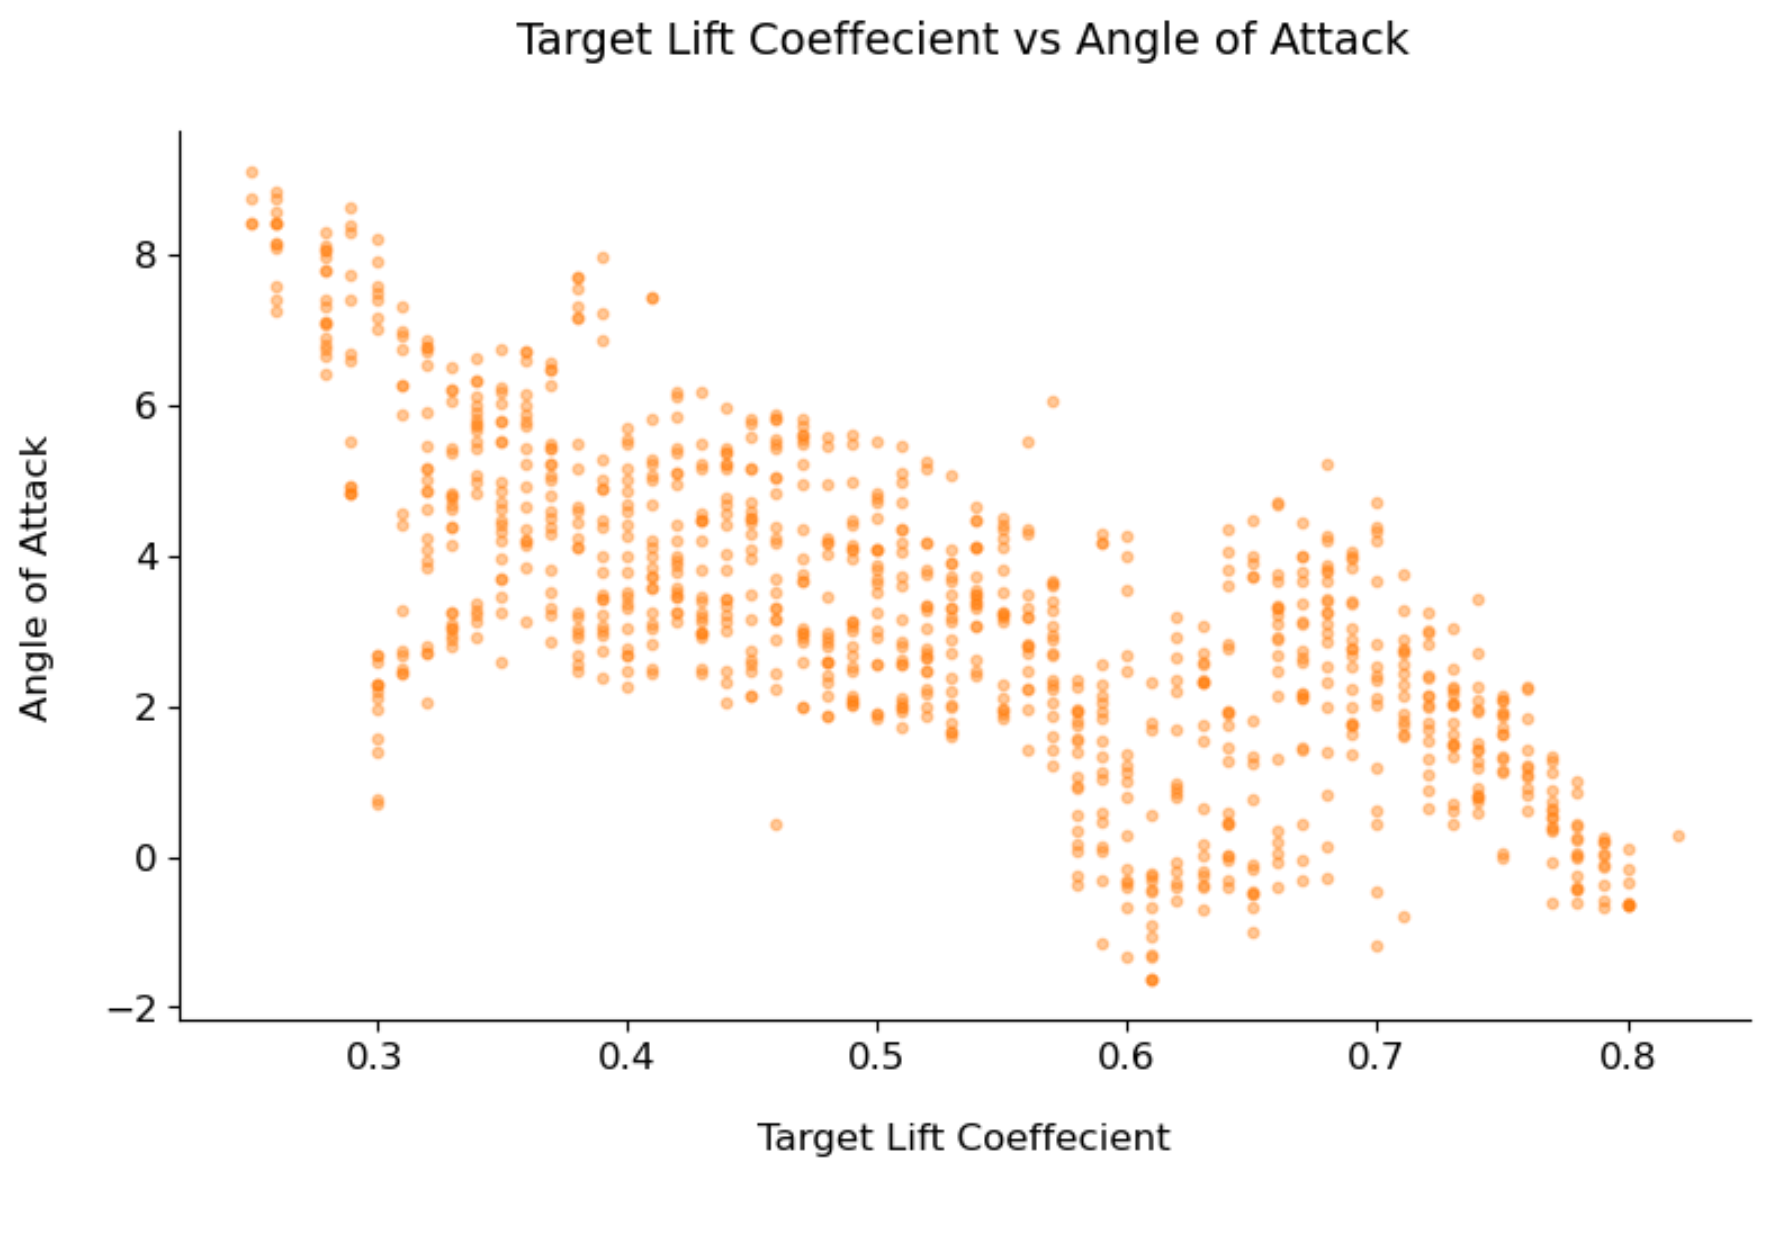 Target Lift Coeffecient vs Angle of Attack
Angle of Attack
8
6
4
2
0
−2
0.3 0.4 0.5 0.6 0.7 0.8
Target Lift Coeffecient